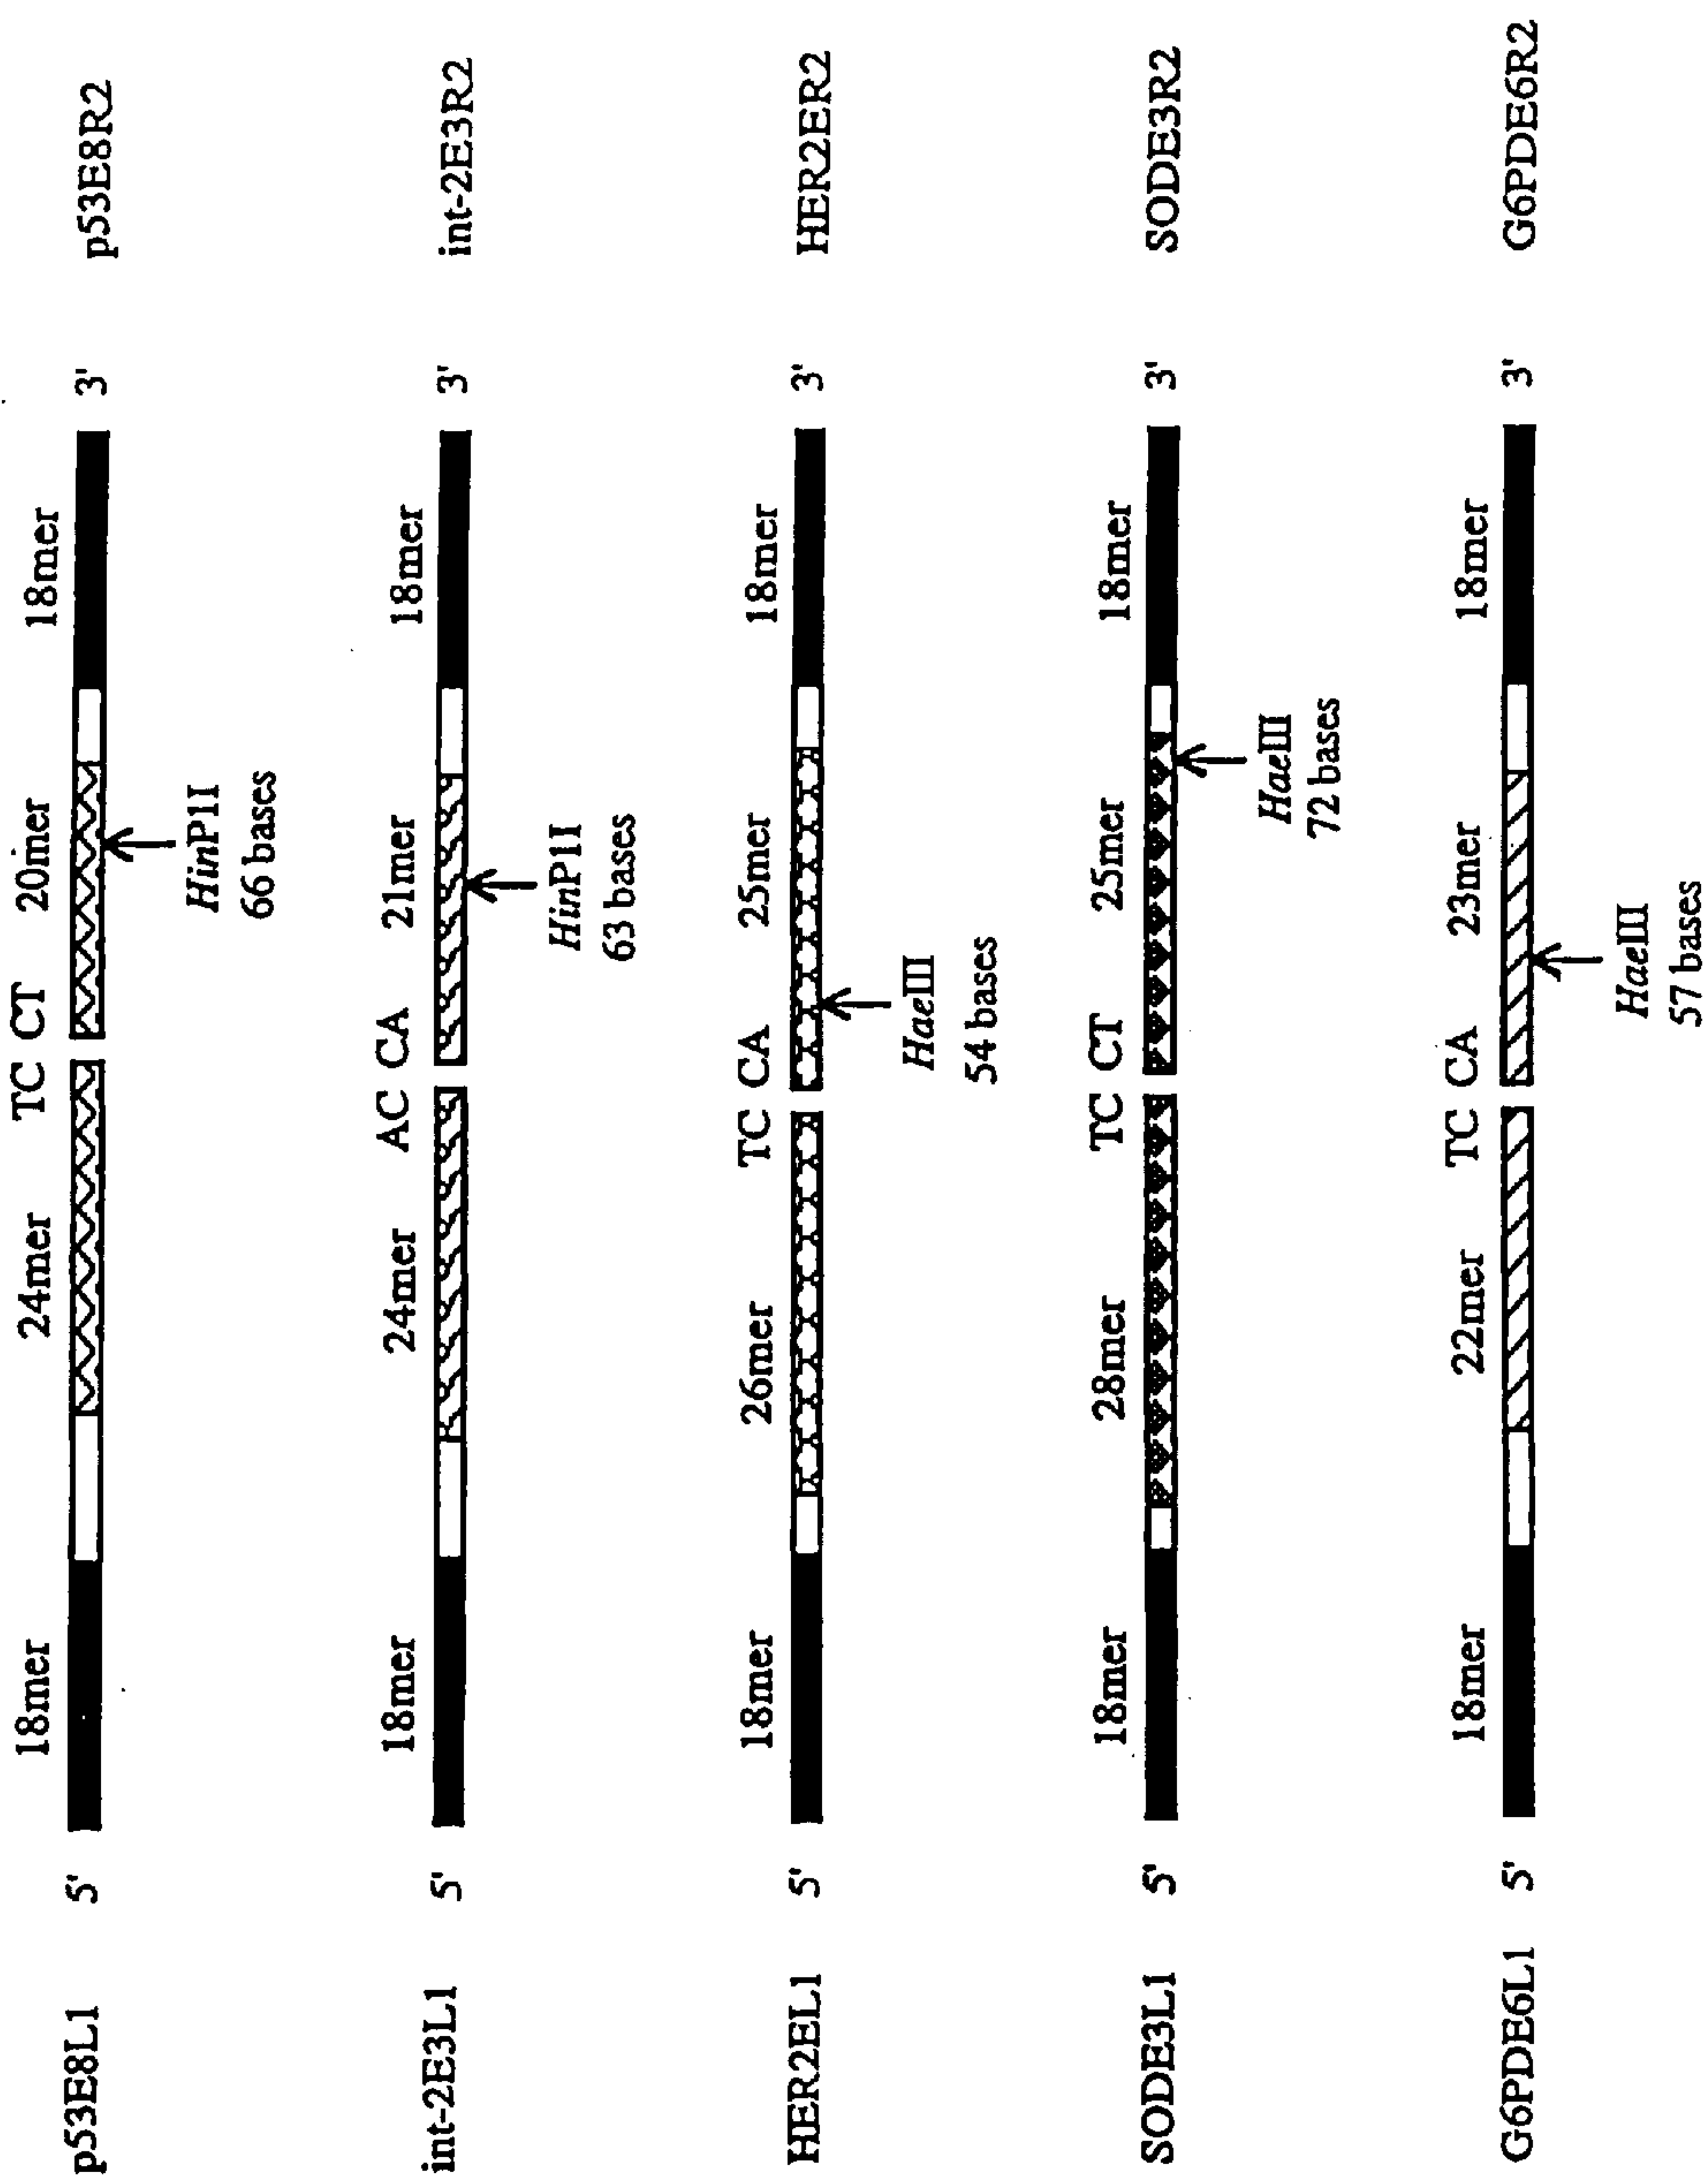 18mer 24mer TC CT 20mer 18mer
p53E8L1 5' 3' p53E8R2
HinP1I
66 bases
18mer 24mer AC CA 21mer 18mer
int-2E3L1 5' 3' int-2E3R2
HinP1I
63 bases
18mer 26mer TC CA 25mer 18mer
HER2EL1 5' 3' HER2ER2
HaeIII
54 bases
18mer 28mer TC CT 25mer 18mer
SODE3L1 5' 3' SODE3R2
HaeIII
72 bases
18mer 22mer TC CA 23mer 18mer
G6PDE6L1 5' 3' G6PDE6R2
HaeIII
57 bases